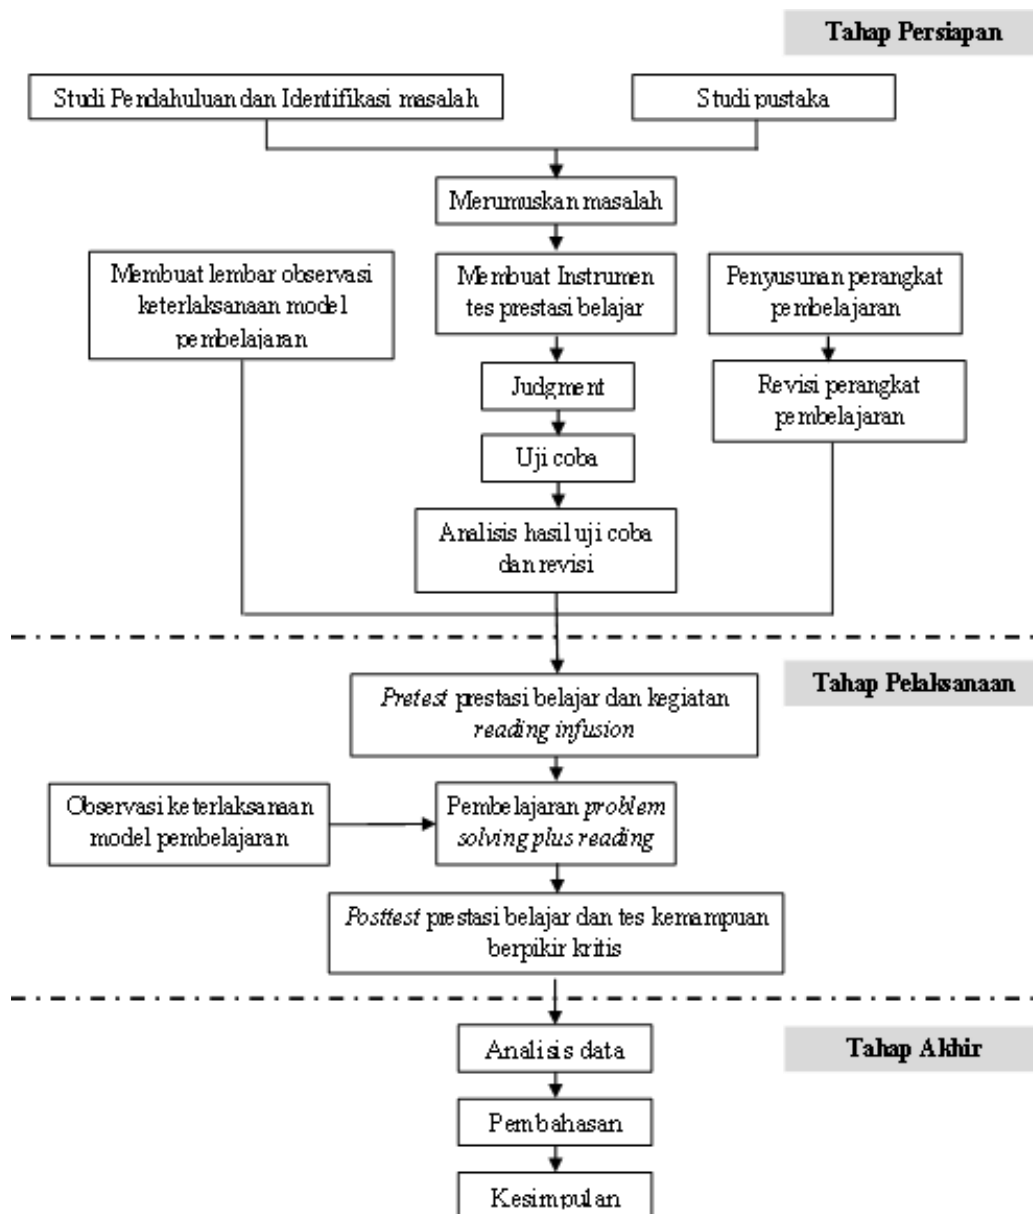 Tahap Persiapan
Studi Pendahuluan dan Identifikasi masalah
Studi pustaka
Merumuskan masalah
Membuat lembar observasi
keterlaksanaan model
pembelajaran
Membuat Instrumen
tes prestasi belajar
Penyusunan perangkat
pembelajaran
Judgment
Revisi perangkat
pembelajaran
Uji coba
Analisis hasil uji coba
dan revisi
Tahap Pelaksanaan
Pretest prestasi belajar dan kegiatan
reading infusion
Observasi keterlaksanaan
model pembelajaran
Pembelajaran problem
solving plus reading
Posttest prestasi belajar dan tes kemampuan
berpikir kritis
Tahap Akhir
Analisis data
Pembahasan
Kesimpulan